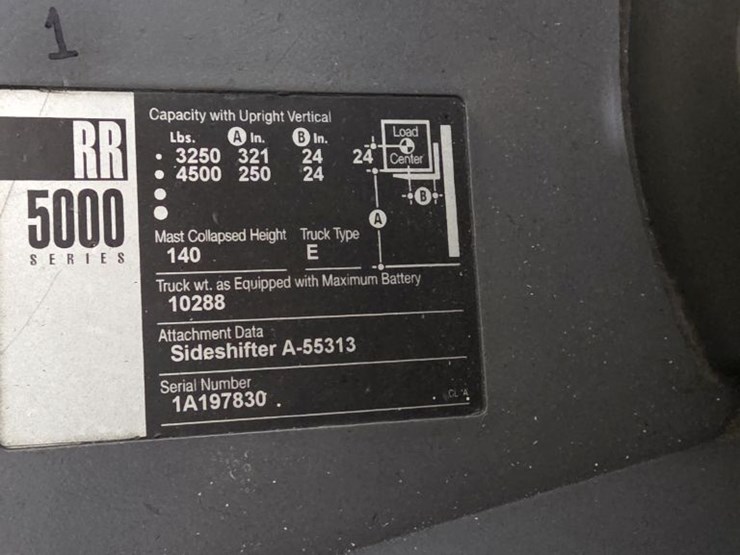 1
RR
5000
SERIES
Capacity with Upright Vertical
Lbs. A In. B In.
3250 321 24
4500 250 24
24
Load
Center
B
A
Mast Collapsed Height Truck Type
140 E
Truck wt. as Equipped with Maximum Battery
10288
Attachment Data
Sideshifter A-55313
Serial Number
1A197830